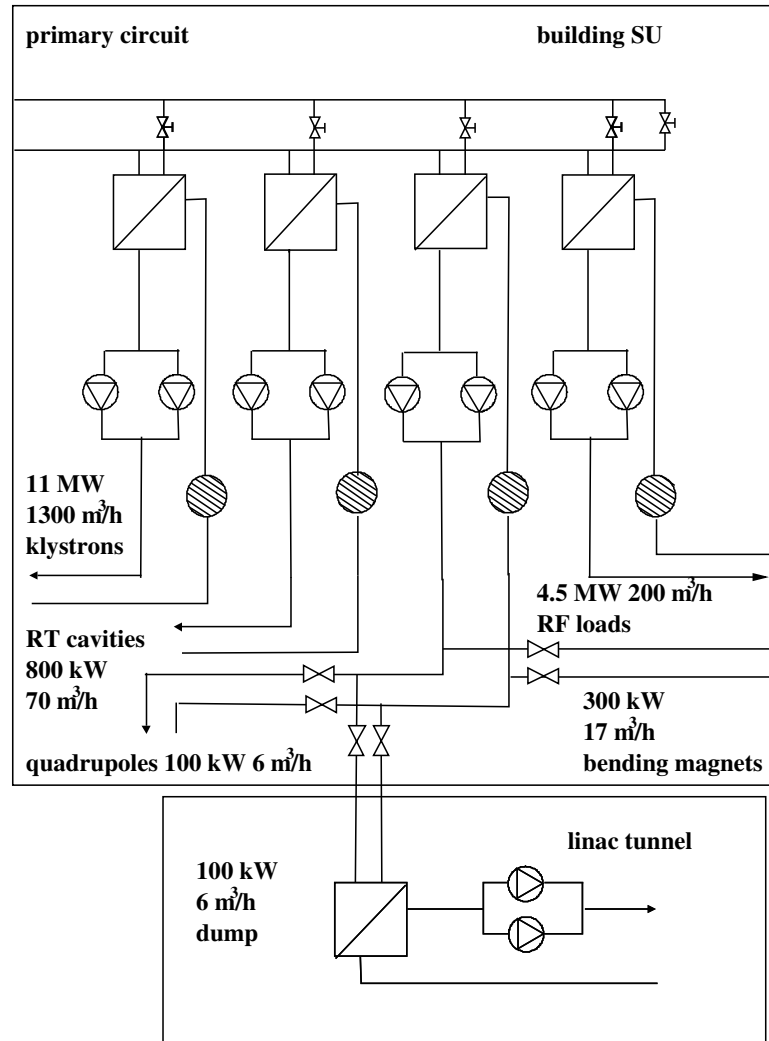 primary circuit
building SU
11 MW
1300 m³/h
klystrons
4.5 MW 200 m³/h
RF loads
RT cavities
800 kW
70 m³/h
300 kW
17 m³/h
bending magnets
quadrupoles 100 kW 6 m³/h
linac tunnel
100 kW
6 m³/h
dump